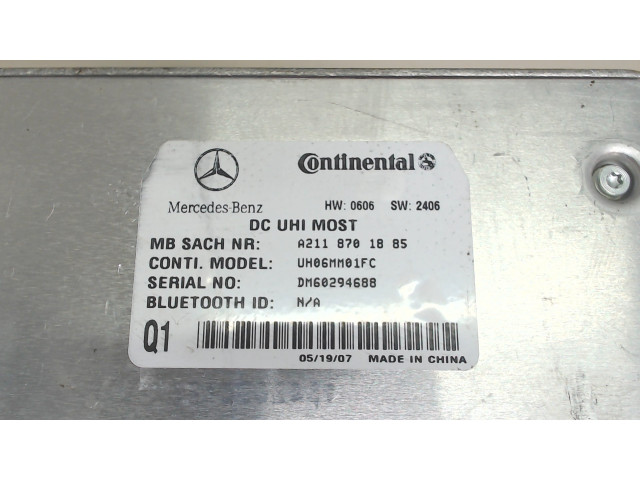 Continental
Mercedes-Benz HW: 0606 SW: 2406
DC UHI MOST
MB SACH NR: A211 870 18 85
CONTI. MODEL: UH06MM01FC
SERIAL NO: DM60294688
BLUETOOTH ID: N/A
Q1
05/19/07 MADE IN CHINA